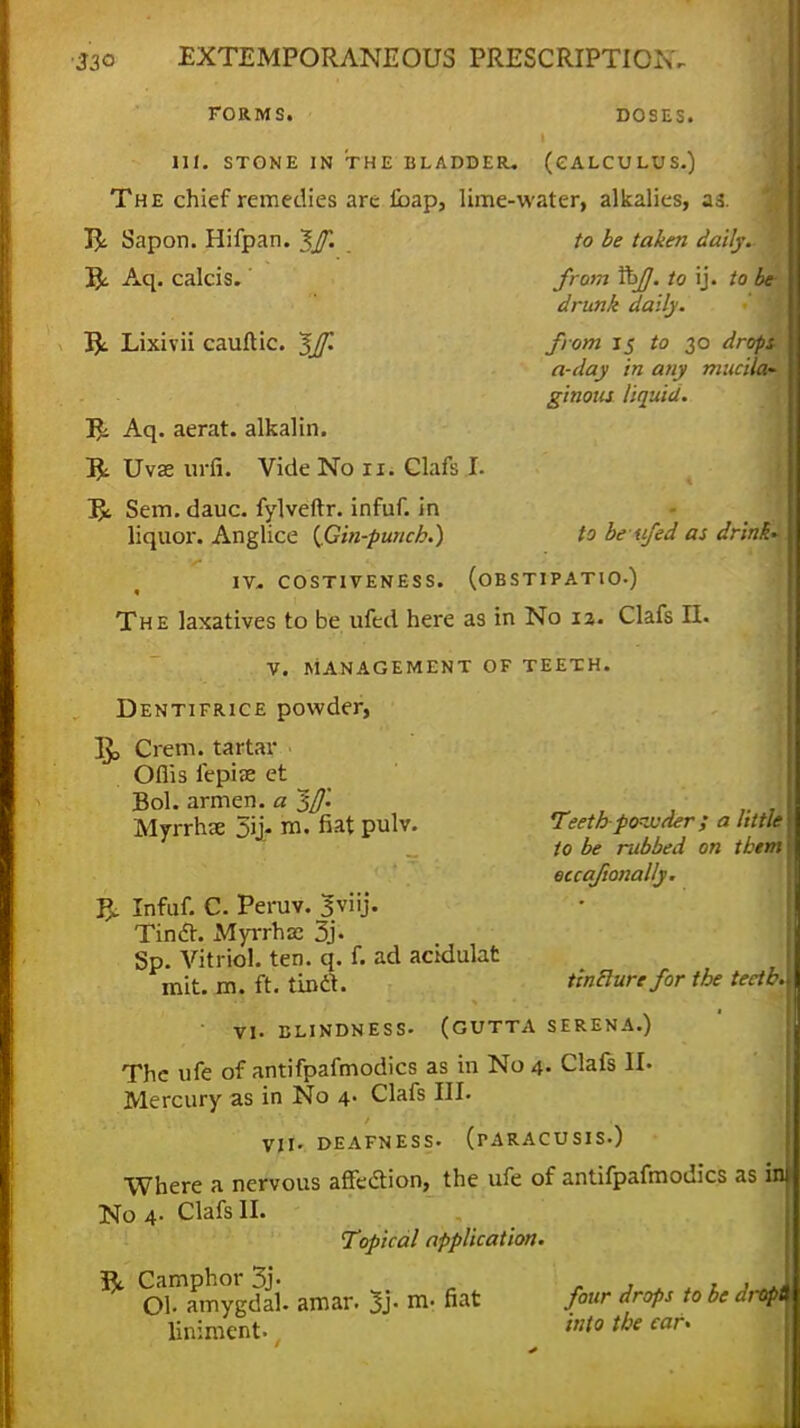 330 EXTEMPORANEOUS PRESCRIPTION.
FORMS. DOSES.
III. STONE IN THE BLADDER. (CALCULUS.)
THE chief remedies are ſoap, lime-water, alkalies, as.
℞ Sapon. Hiſpan. ℥ſſ. to be taken daily.
℞ Aq. calcis. from ℔ſſ. to ij. to be
drunk daily.
℞ Lixivii cauſtic. ℥ſſ. from 15 to 30 drops
a-day in any mucila-
ginous liquid.
℞ Aq. aerat. alkalin.
℞ Uvæ urſi. Vide No 11. Claſs I.
℞ Sem. dauc. ſylveſtr. infuſ. in
liquor. Anglice (Gin-punch.) to be uſed as drink.
IV. COSTIVENESS. (OBSTIPATIO.)
THE laxatives to be uſed here as in No 12. Claſs II.
V. MANAGEMENT OF TEETH.
DENTIFRICE powder,
℞ Crem. tartar
Oſſis ſepiæ et
Bol. armen. a ℥ſſ.
Myrrhæ ʒij. m. fiat pulv. Teeth-powder; a little
to be rubbed on them
occaſionally.
℞ Infuſ. C. Peruv. ℥viij.
Tinct. Myrrhæ ʒj.
Sp. Vitriol. ten. q. ſ. ad acidulat
mit. m. ft. tinct. tincture for the teeth.
VI. BLINDNESS. (GUTTA SERENA.)
The uſe of antiſpaſmodics as in No 4. Claſs II.
Mercury as in No 4. Claſs III.
VII. DEAFNESS. (PARACUSIS.)
Where a nervous affection, the uſe of antiſpaſmodics as in
No 4. Claſs II.
Topical application.
℞ Camphor ʒj.
Ol. amygdal. amar. ℥j. m. fiat four drops to be dropt
liniment. into the ear.